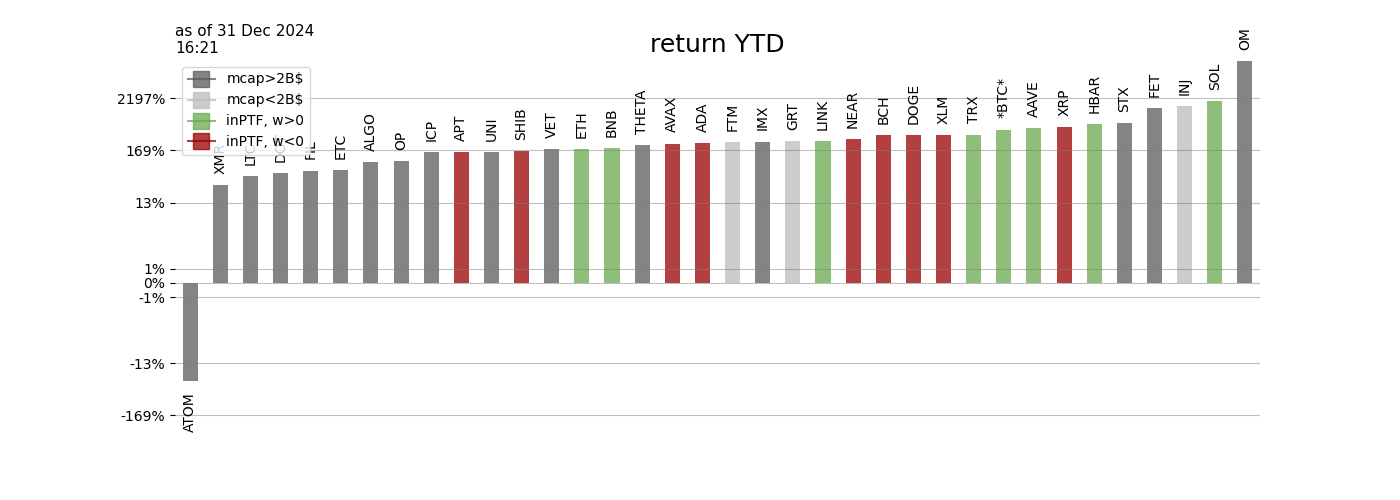 as of 31 Dec 2024
16:21
return YTD
mcap>2B$
mcap<2B$
inPTF, w>0
inPTF, w<0
2197%
169%
13%
1%
0%
-1%
-13%
-169%
ATOM
XMR
ETC
ALGO
OP
ICP
APT
UNI
SHIB
VET
ETH
BNB
THETA
AVAX
ADA
FTM
IMX
GRT
LINK
NEAR
BCH
DOGE
XLM
TRX
*BTC*
AAVE
XRP
HBAR
STX
FET
INJ
SOL
OM